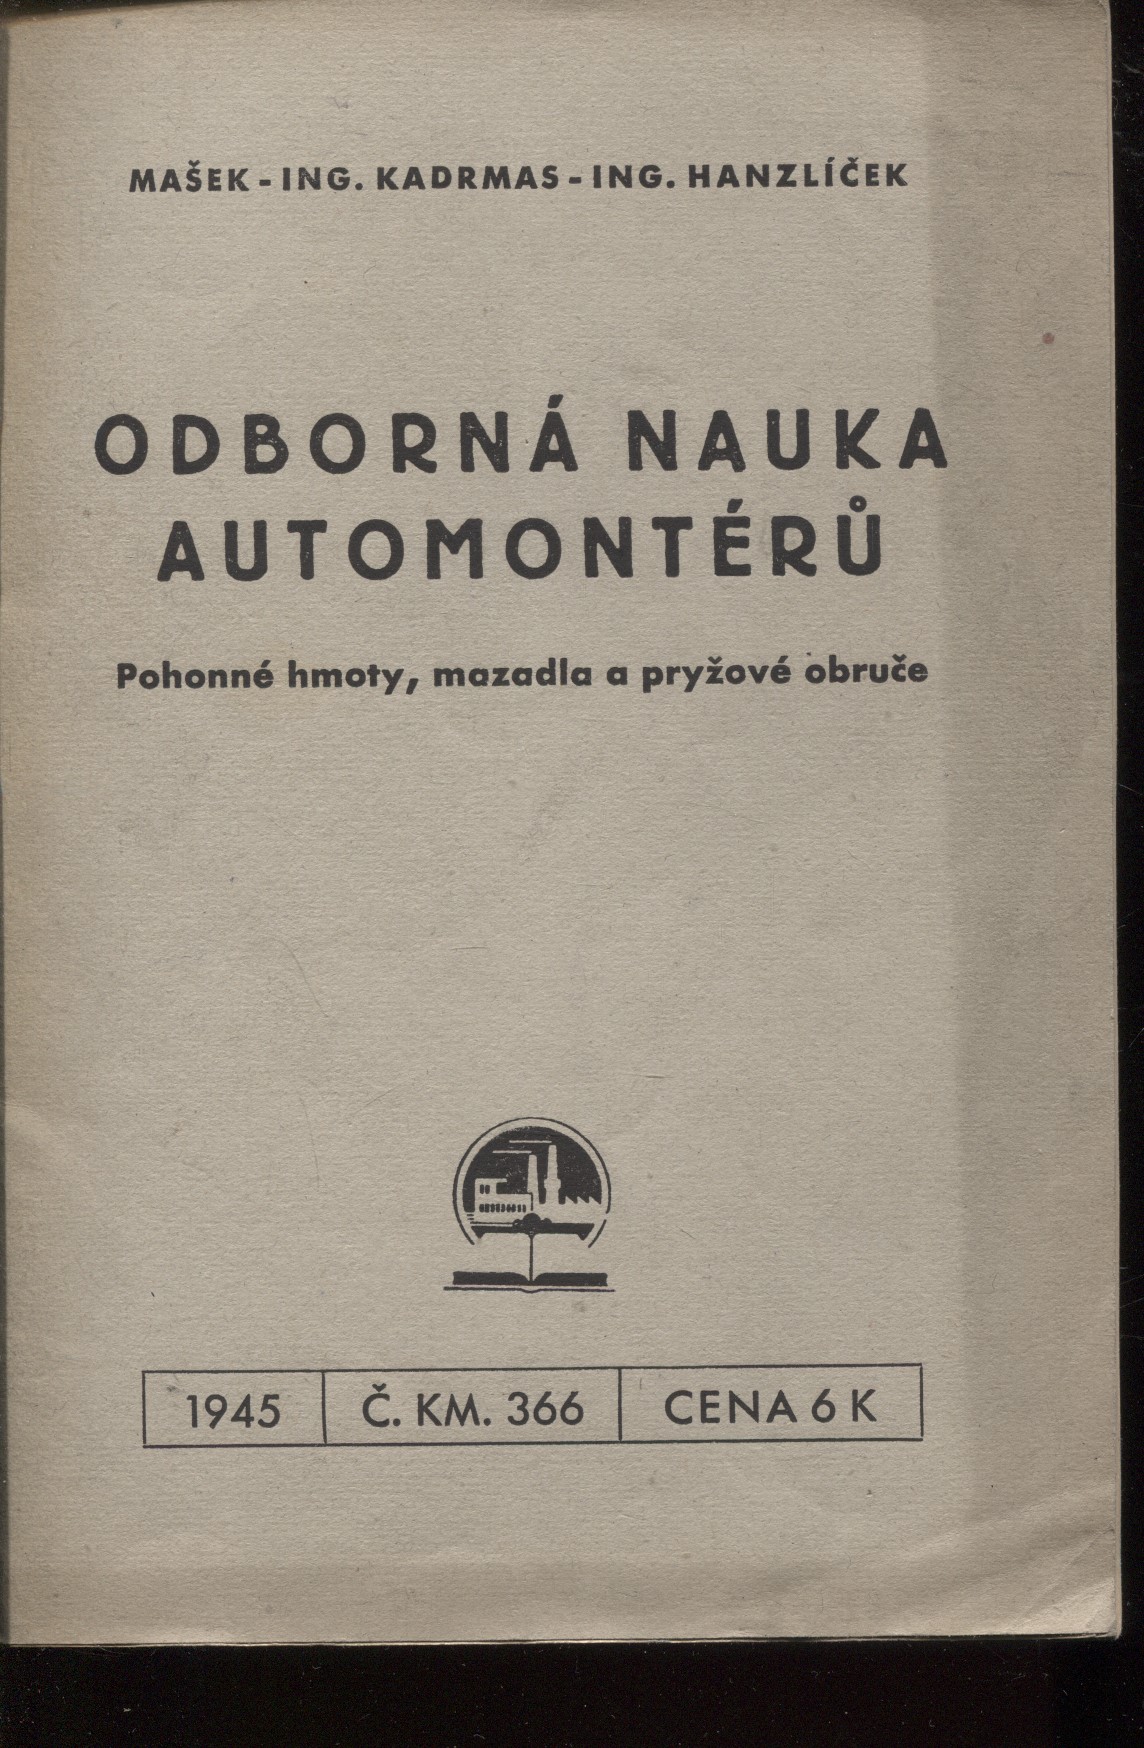 MAŠEK - ING. KADRMAS - ING. HANZLÍČEK
ODBORNÁ NAUKA
AUTOMONTÉRŮ
Pohonné hmoty, mazadla a pryžové obruče
1945 Č. KM. 366 CENA 6 K